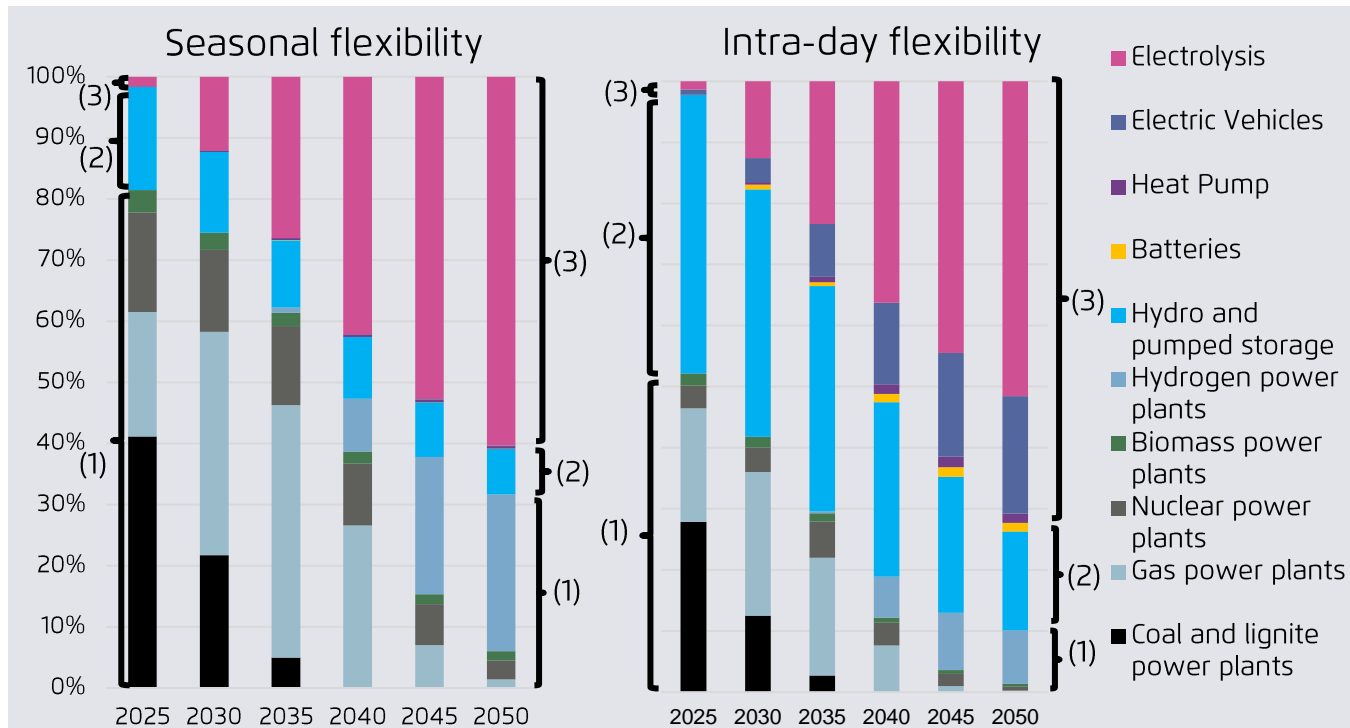 Seasonal flexibility
100%
90%
80%
70%
60%
50%
40%
30%
20%
10%
0%
(3)
(2)
(1)
(3)
(2)
(1)
2025 2030 2035 2040 2045 2050
Intra-day flexibility
(3)
(2)
(1)
(3)
(2)
(1)
2025 2030 2035 2040 2045 2050
Electrolysis
Electric Vehicles
Heat Pump
Batteries
Hydro and
pumped storage
Hydrogen power
plants
Biomass power
plants
Nuclear power
plants
Gas power plants
Coal and lignite
power plants